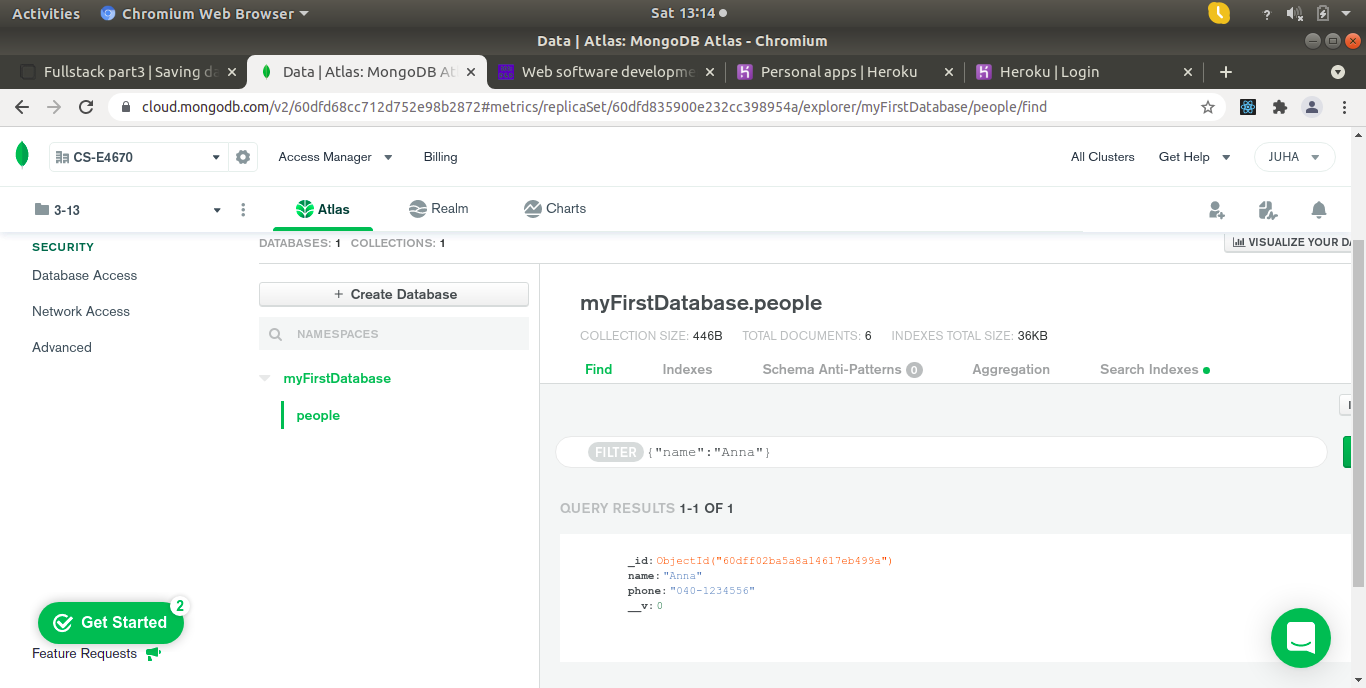 Activities Chromium Web Browser Sat 13:14
Data | Atlas: MongoDB Atlas - Chromium
Fullstack part3 | Saving da Data | Atlas: MongoDB Atl Web software developme Personal apps | Heroku Heroku | Login
cloud.mongodb.com/v2/60dfd68cc712d752e98b2872#metrics/replicaSet/60dfd835900e232cc398954a/explorer/myFirstDatabase/people/find
CS-E4670 Access Manager Billing All Clusters Get Help JUHA
3-13 Atlas Realm Charts
SECURITY
Database Access
Network Access
Advanced
Get Started 2
Feature Requests
DATABASES: 1 COLLECTIONS: 1
VISUALIZE YOUR DA
+ Create Database
NAMESPACES
myFirstDatabase
people
myFirstDatabase.people
COLLECTION SIZE: 446B TOTAL DOCUMENTS: 6 INDEXES TOTAL SIZE: 36KB
Find Indexes Schema Anti-Patterns 0 Aggregation Search Indexes
FILTER {"name":"Anna"}
QUERY RESULTS 1-1 OF 1
_id: ObjectId("60dff02ba5a8a14617eb499a")
name: "Anna"
phone: "040-1234556"
__v: 0